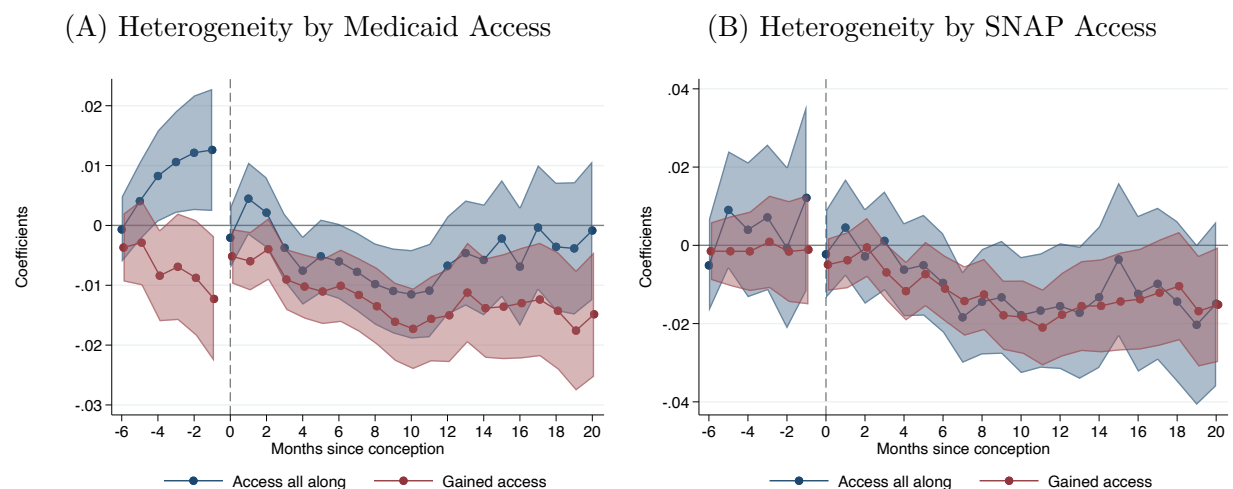 (A) Heterogeneity by Medicaid Access
.02
.01
0
-.01
-.02
-.03
Coefficients
-6 -4 -2 0 2 4 6 8 10 12 14 16 18 20
Months since conception
Access all along Gained access
(B) Heterogeneity by SNAP Access
.04
.02
0
-.02
-.04
Coefficients
-6 -4 -2 0 2 4 6 8 10 12 14 16 18 20
Months since conception
Access all along Gained access